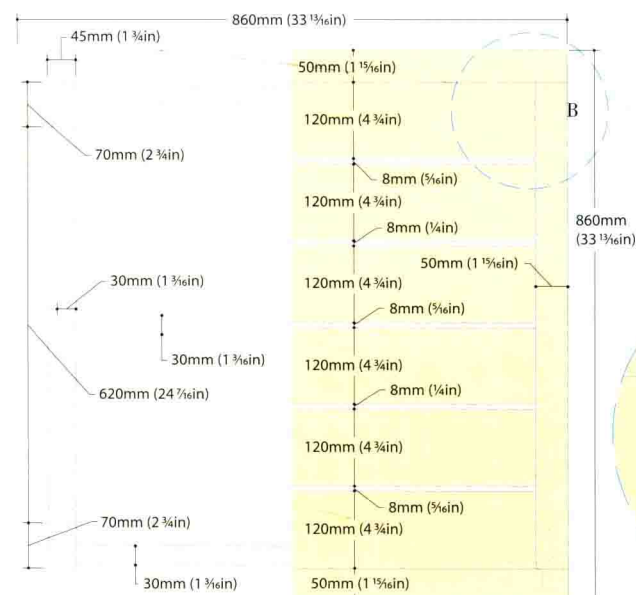 860mm (33 13⁄16in)
45mm (1 ¾in)
50mm (1 15⁄16in)
120mm (4 ¾in)
B
70mm (2 ¾in)
8mm (5⁄16in)
120mm (4 ¾in)
860mm
(33 13⁄16in)
8mm (¼in)
50mm (1 15⁄16in)
30mm (1 3⁄16in)
120mm (4 ¾in)
8mm (5⁄16in)
30mm (1 3⁄16in)
120mm (4 ¾in)
620mm (24 7⁄16in)
8mm (¼in)
120mm (4 ¾in)
8mm (5⁄16in)
70mm (2 ¾in)
120mm (4 ¾in)
30mm (1 3⁄16in)
50mm (1 15⁄16in)